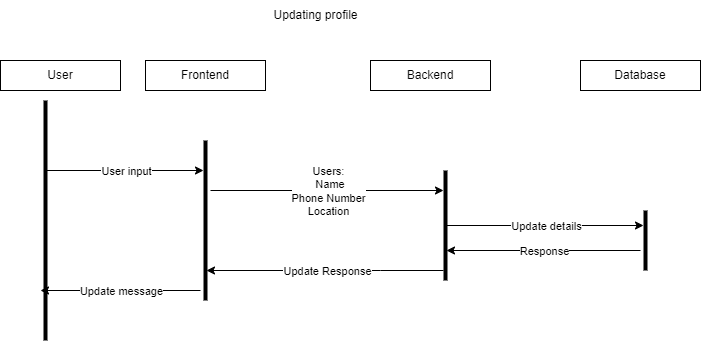 Updating profile
User
Frontend
Backend
Database
User input
Users:
Name
Phone Number
Location
Update details
Response
Update Response
Update message